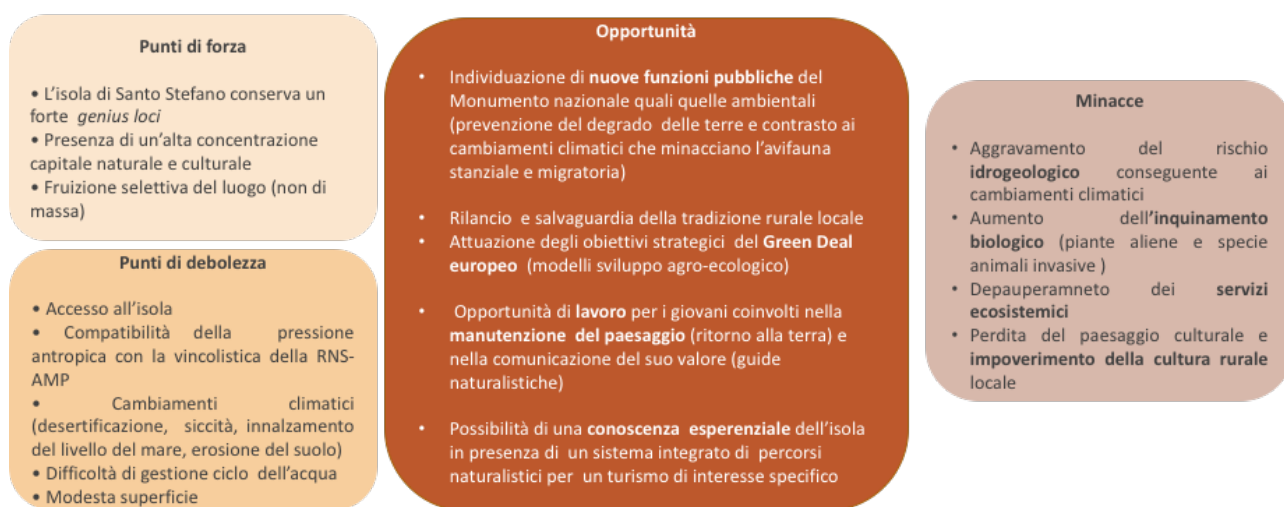 Punti di forza
• L'isola di Santo Stefano conserva un
forte genius loci
• Presenza di un'alta concentrazione
capitale naturale e culturale
• Fruizione selettiva del luogo (non di
massa)
Punti di debolezza
• Accesso all'isola
• Compatibilità della pressione
antropica con la vincolistica della RNS-
AMP
• Cambiamenti climatici
(desertificazione, siccità, innalzamento
del livello del mare, erosione del suolo)
• Difficoltà di gestione ciclo dell'acqua
• Modesta superficie
Opportunità
• Individuazione di nuove funzioni pubbliche del
Monumento nazionale quali quelle ambientali
(prevenzione del degrado delle terre e contrasto ai
cambiamenti climatici che minacciano l'avifauna
stanziale e migratoria)
• Rilancio e salvaguardia della tradizione rurale locale
• Attuazione degli obiettivi strategici del Green Deal
europeo (modelli sviluppo agro-ecologico)
• Opportunità di lavoro per i giovani coinvolti nella
manutenzione del paesaggio (ritorno alla terra) e
nella comunicazione del suo valore (guide
naturalistiche)
• Possibilità di una conoscenza esperenziale dell'isola
in presenza di un sistema integrato di percorsi
naturalistici per un turismo di interesse specifico
Minacce
• Aggravamento del rischio
idrogeologico conseguente ai
cambiamenti climatici
• Aumento dell'inquinamento
biologico (piante aliene e specie
animali invasive )
• Depauperamneto dei servizi
ecosistemici
• Perdita del paesaggio culturale e
impoverimento della cultura rurale
locale